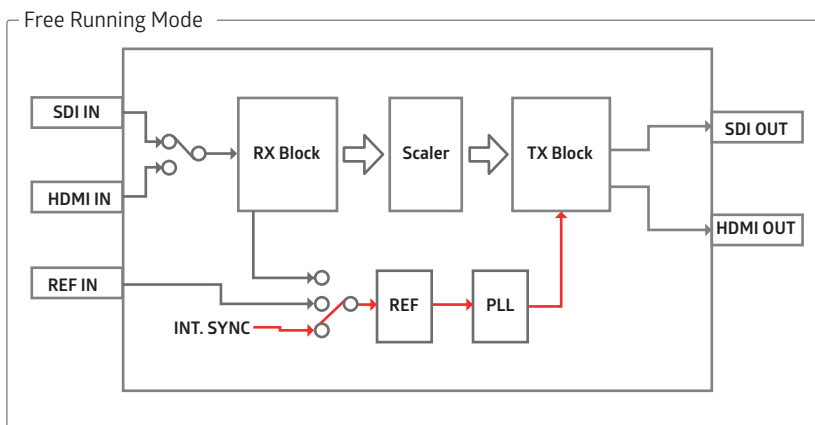 Free Running Mode
SDI IN
HDMI IN
REF IN
RX Block
Scaler
TX Block
SDI OUT
HDMI OUT
INT. SYNC
REF
PLL